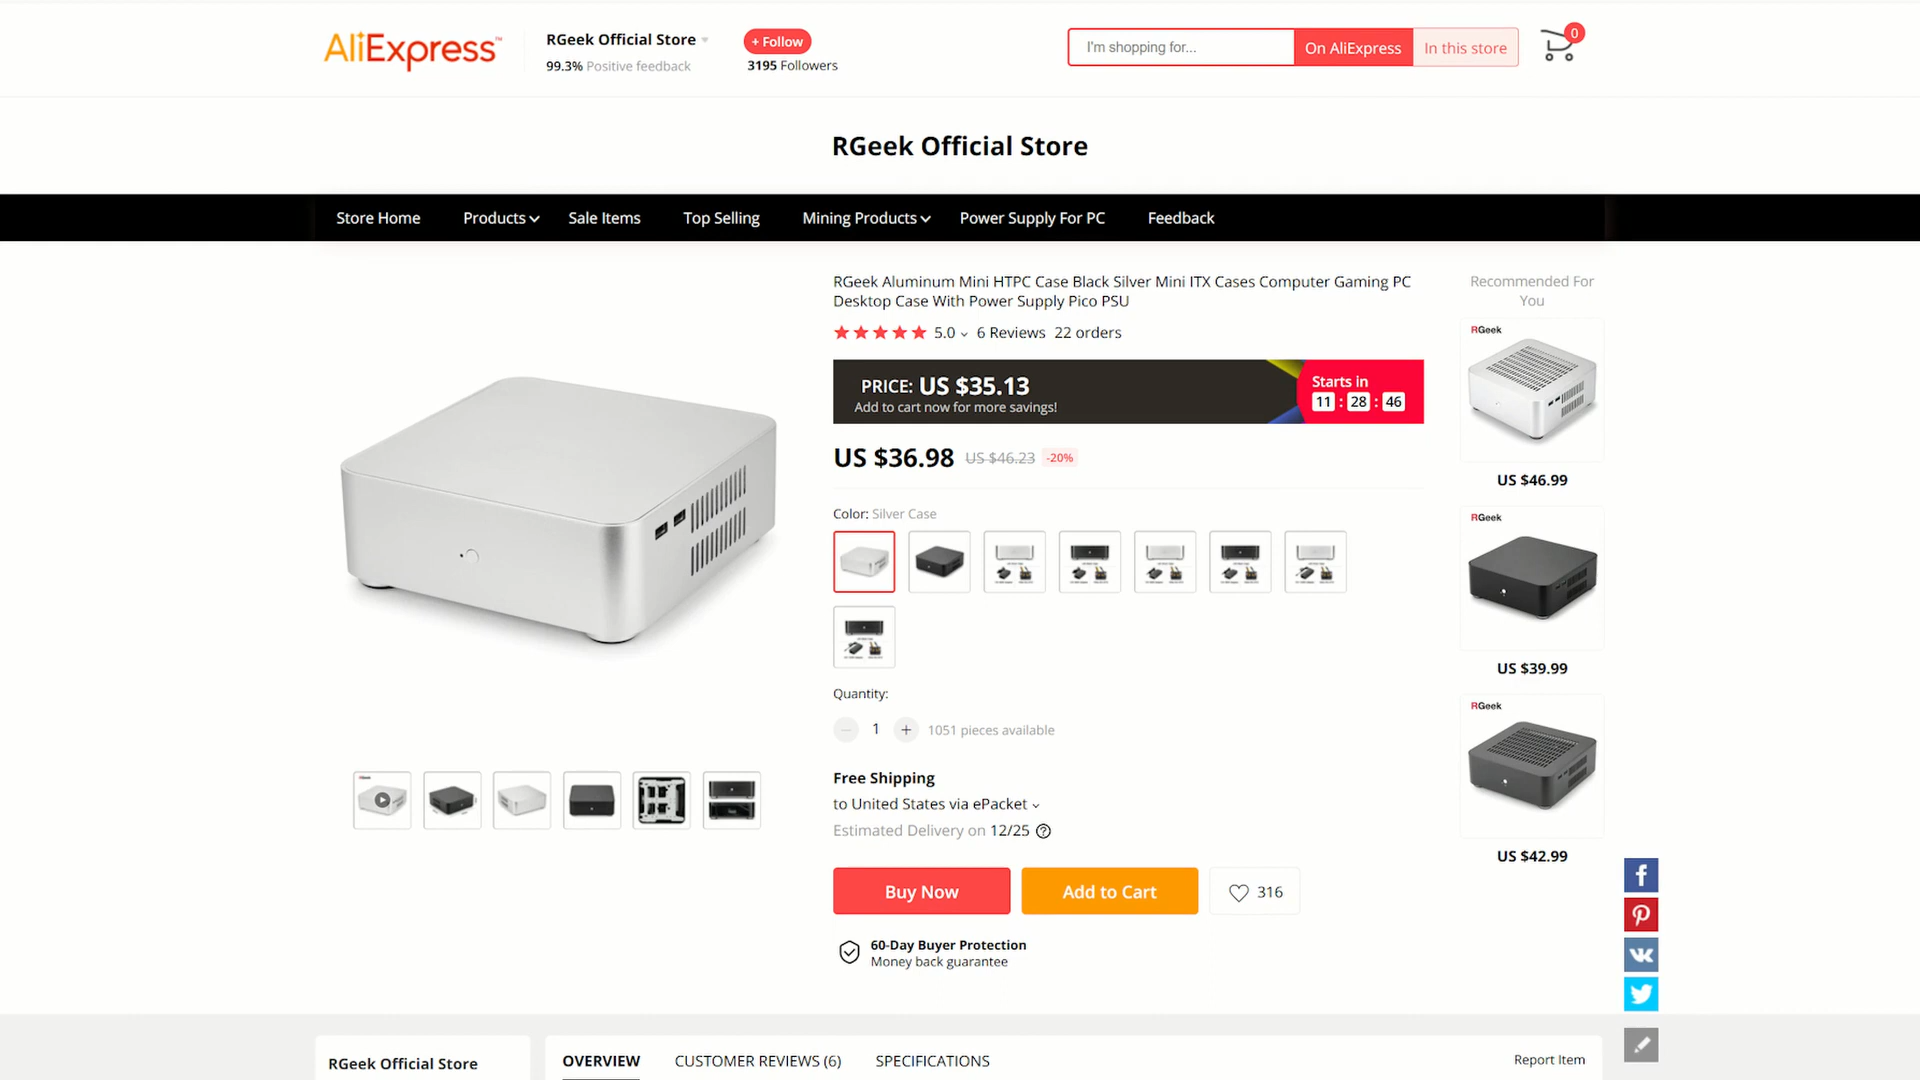 AliExpress™
RGeek Official Store
99.3% Positive feedback
+ Follow
3195 Followers
I'm shopping for...
On AliExpress
In this store
0
RGeek Official Store
Store Home
Products
Sale Items
Top Selling
Mining Products
Power Supply For PC
Feedback
RGeek Aluminum Mini HTPC Case Black Silver Mini ITX Cases Computer Gaming PC
Desktop Case With Power Supply Pico PSU
5.0
6 Reviews
22 orders
PRICE: US $35.13
Add to cart now for more savings!
Starts in
11 : 28 : 46
US $36.98
US $46.23
-20%
Color: Silver Case
Quantity:
1
1051 pieces available
Free Shipping
to United States via ePacket
Estimated Delivery on 12/25
Buy Now
Add to Cart
316
60-Day Buyer Protection
Money back guarantee
Recommended For
You
RGeek
US $46.99
RGeek
US $39.99
RGeek
US $42.99
RGeek Official Store
OVERVIEW
CUSTOMER REVIEWS (6)
SPECIFICATIONS
Report Item